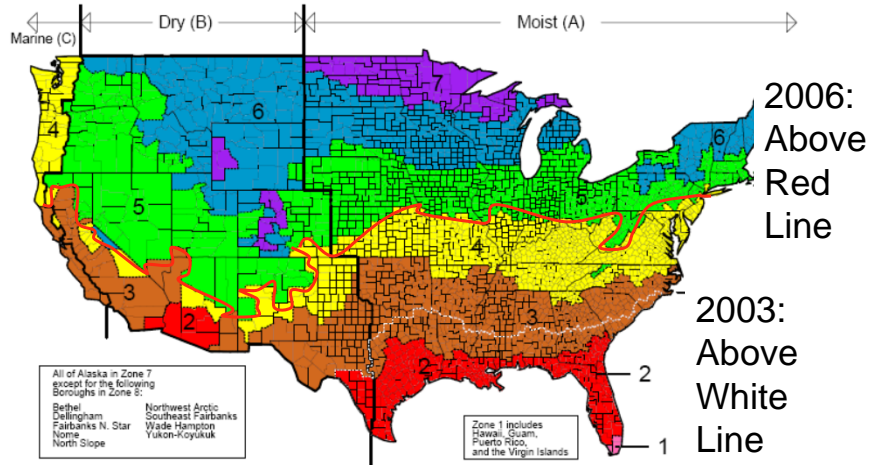 Marine (C)
Dry (B)
Moist (A)
7
6
4
6
5
5
4
3
3
2
2
2
1
2006:
Above
Red
Line
2003:
Above
White
Line
All of Alaska in Zone 7
except for the following
Boroughs in Zone 8:
Bethel Northwest Arctic
Dellingham Southeast Fairbanks
Fairbanks N. Star Wade Hampton
Nome Yukon-Koyukuk
North Slope
Zone 1 includes
Hawaii, Guam,
Puerto Rico,
and the Virgin Islands